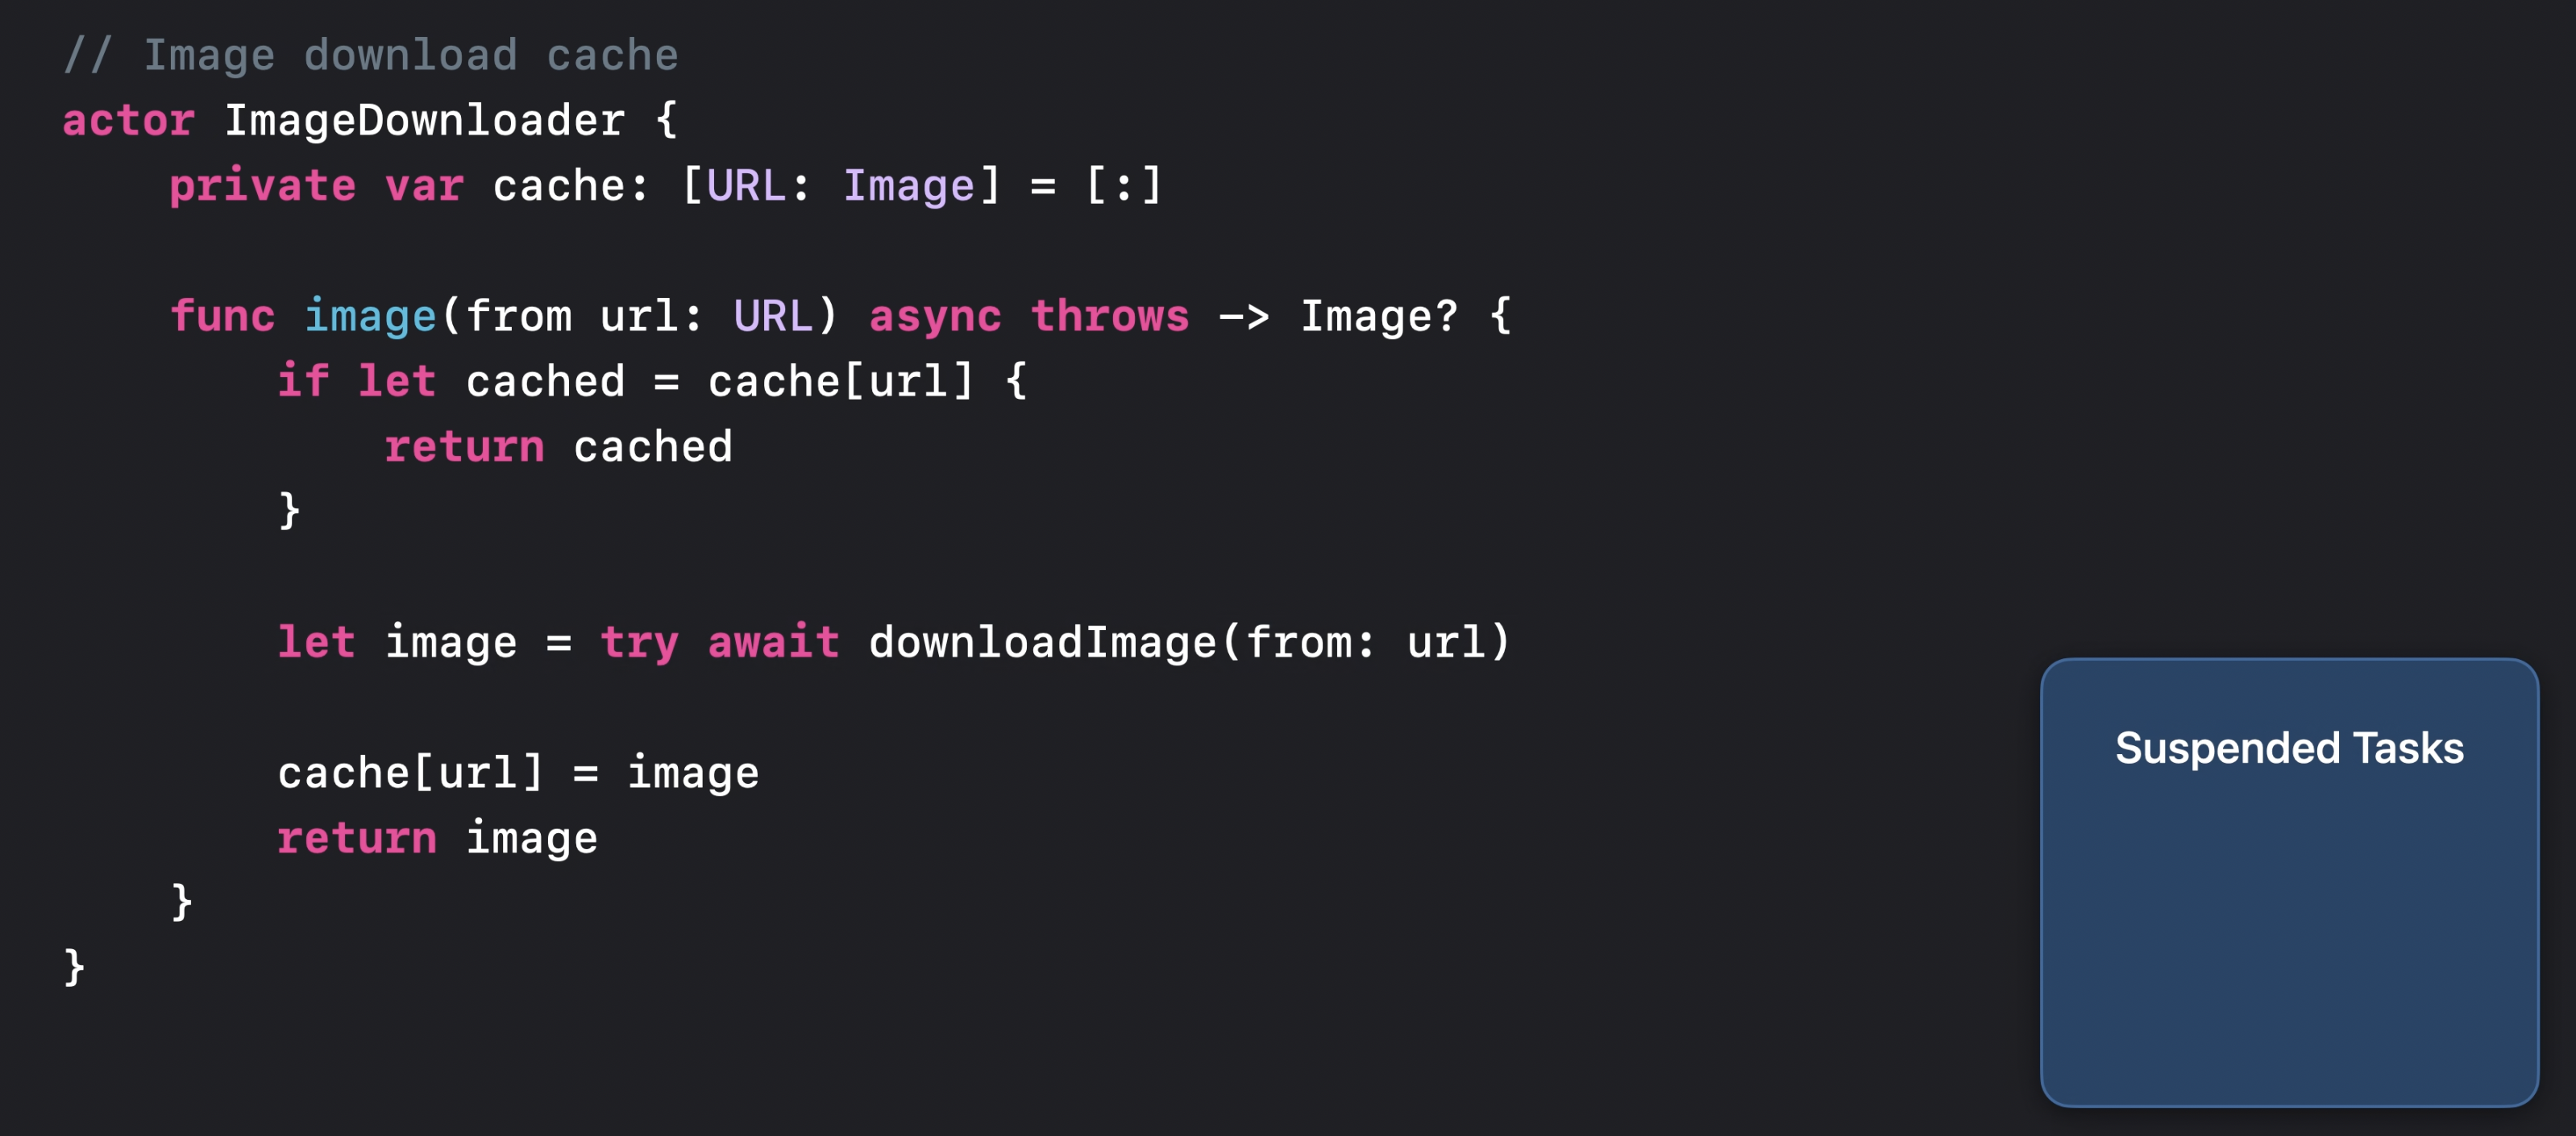 // Image download cache
actor ImageDownloader {
    private var cache: [URL: Image] = [:]
    func image(from url: URL) async throws -> Image? {
        if let cached = cache[url] {
            return cached
        }
        let image = try await downloadImage(from: url)
        cache[url] = image
        return image
    }
}
Suspended Tasks